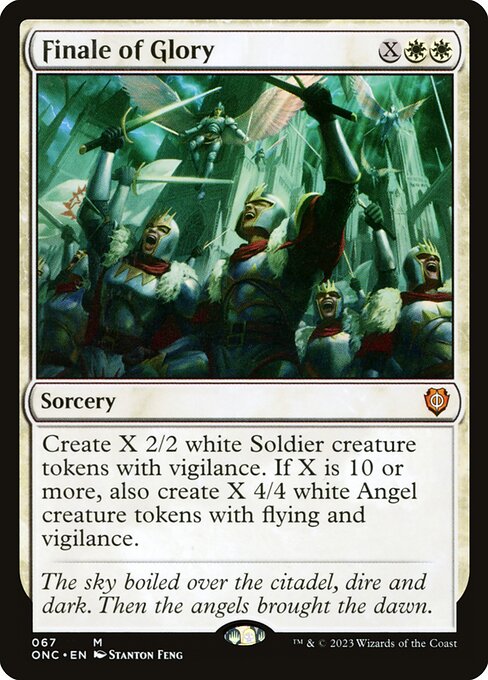 Finale of Glory X
Sorcery
Create X 2/2 white Soldier creature
tokens with vigilance. If X is 10 or
more, also create X 4/4 white Angel
creature tokens with flying and
vigilance.
The sky boiled over the citadel, dire and
dark. Then the angels brought the dawn.
067 M
ONC • EN Stanton Feng
™ & © 2023 Wizards of the Coast